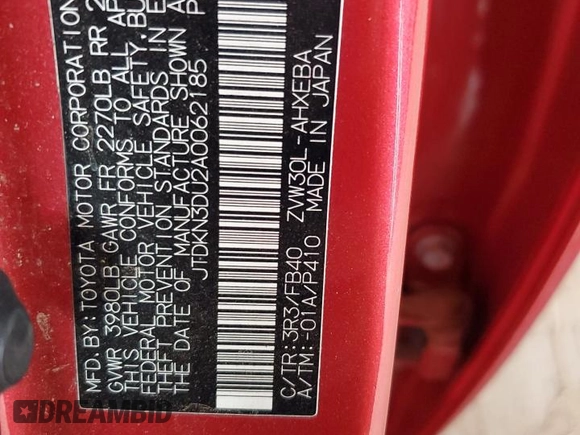 MFD. BY: TOYOTA MOTOR CORPORATION
GVWR 3980LB GAWR FR 2270LB RR 2
THIS VEHICLE CONFORMS TO ALL AP
FEDERAL MOTOR VEHICLE SAFETY, BU
THEFT PREVENTION STANDARDS IN E
THE DATE OF MANUFACTURE SHOWN A
JTDKN3DU2A0062185
C/TR: 3R3/FB40 ZVW30L-AHXEBA
A/TM: -01A/P410 MADE IN JAPAN
DREAMBID